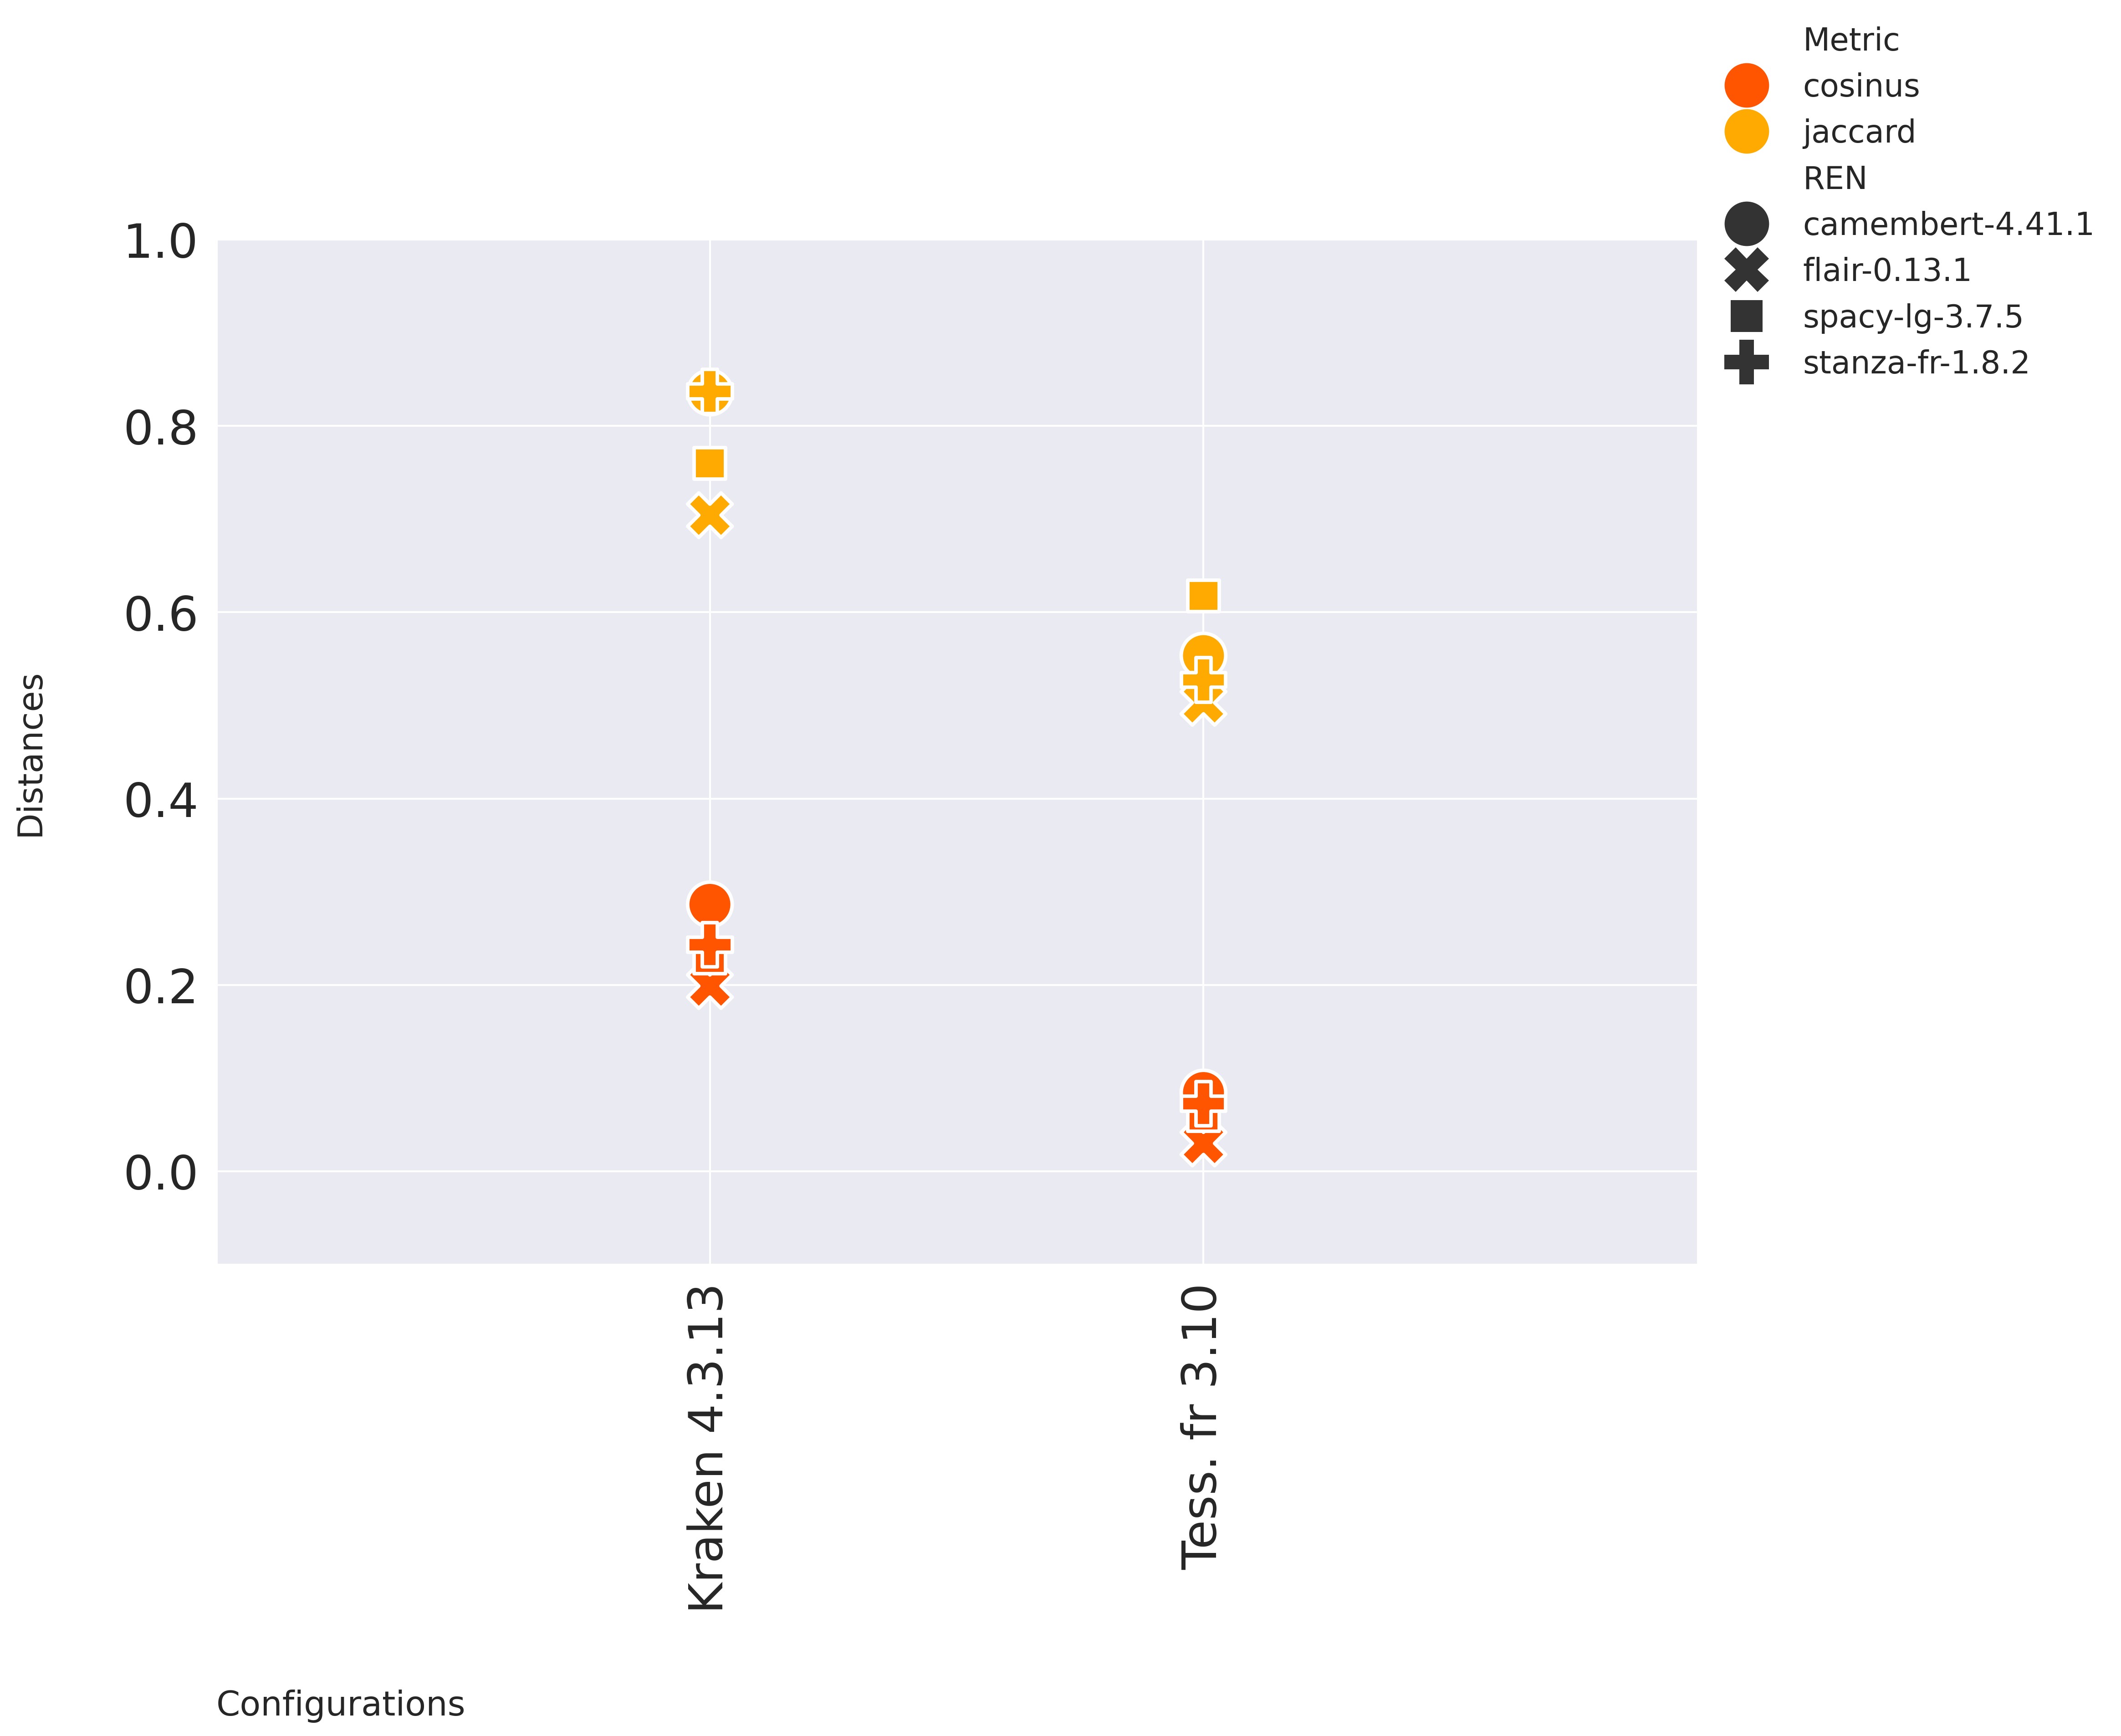 Metric
cosinus
jaccard
REN
camembert-4.41.1
flair-0.13.1
spacy-lg-3.7.5
stanza-fr-1.8.2
1.0
0.8
0.6
0.4
0.2
0.0
Distances
Kraken 4.3.13
Tess. fr 3.10
Configurations